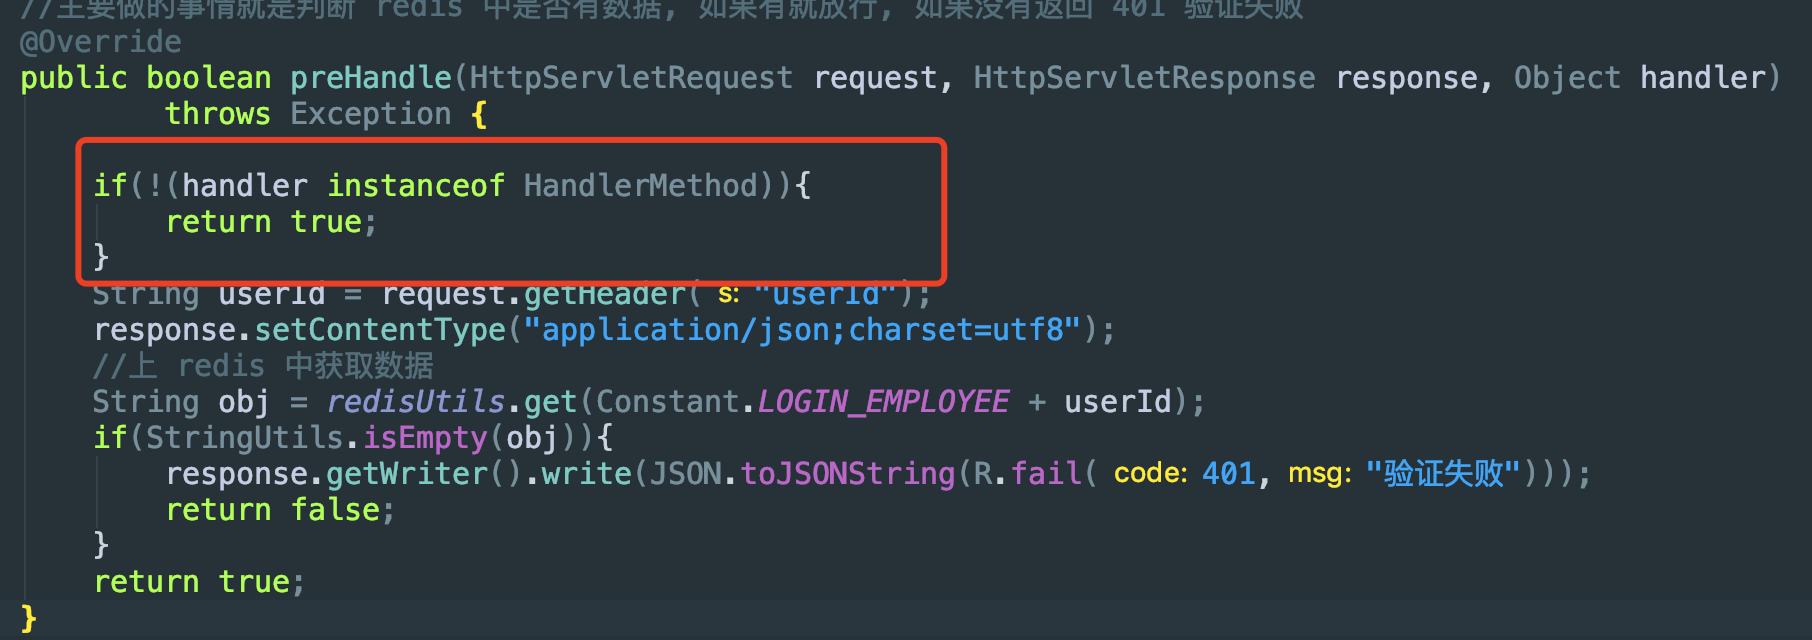 //主要做的事情就是判断 redis 中是否有数据, 如果有就放行, 如果没有返回 401 验证失败
@Override
public boolean preHandle(HttpServletRequest request, HttpServletResponse response, Object handler)
        throws Exception {
    if(!(handler instanceof HandlerMethod)){
        return true;
    }
    String userId = request.getHeader( s: "userId");
    response.setContentType("application/json;charset=utf8");
    //上 redis 中获取数据
    String obj = redisUtils.get(Constant.LOGIN_EMPLOYEE + userId);
    if(StringUtils.isEmpty(obj)){
        response.getWriter().write(JSON.toJSONString(R.fail( code: 401, msg: "验证失败")));
        return false;
    }
    return true;
}